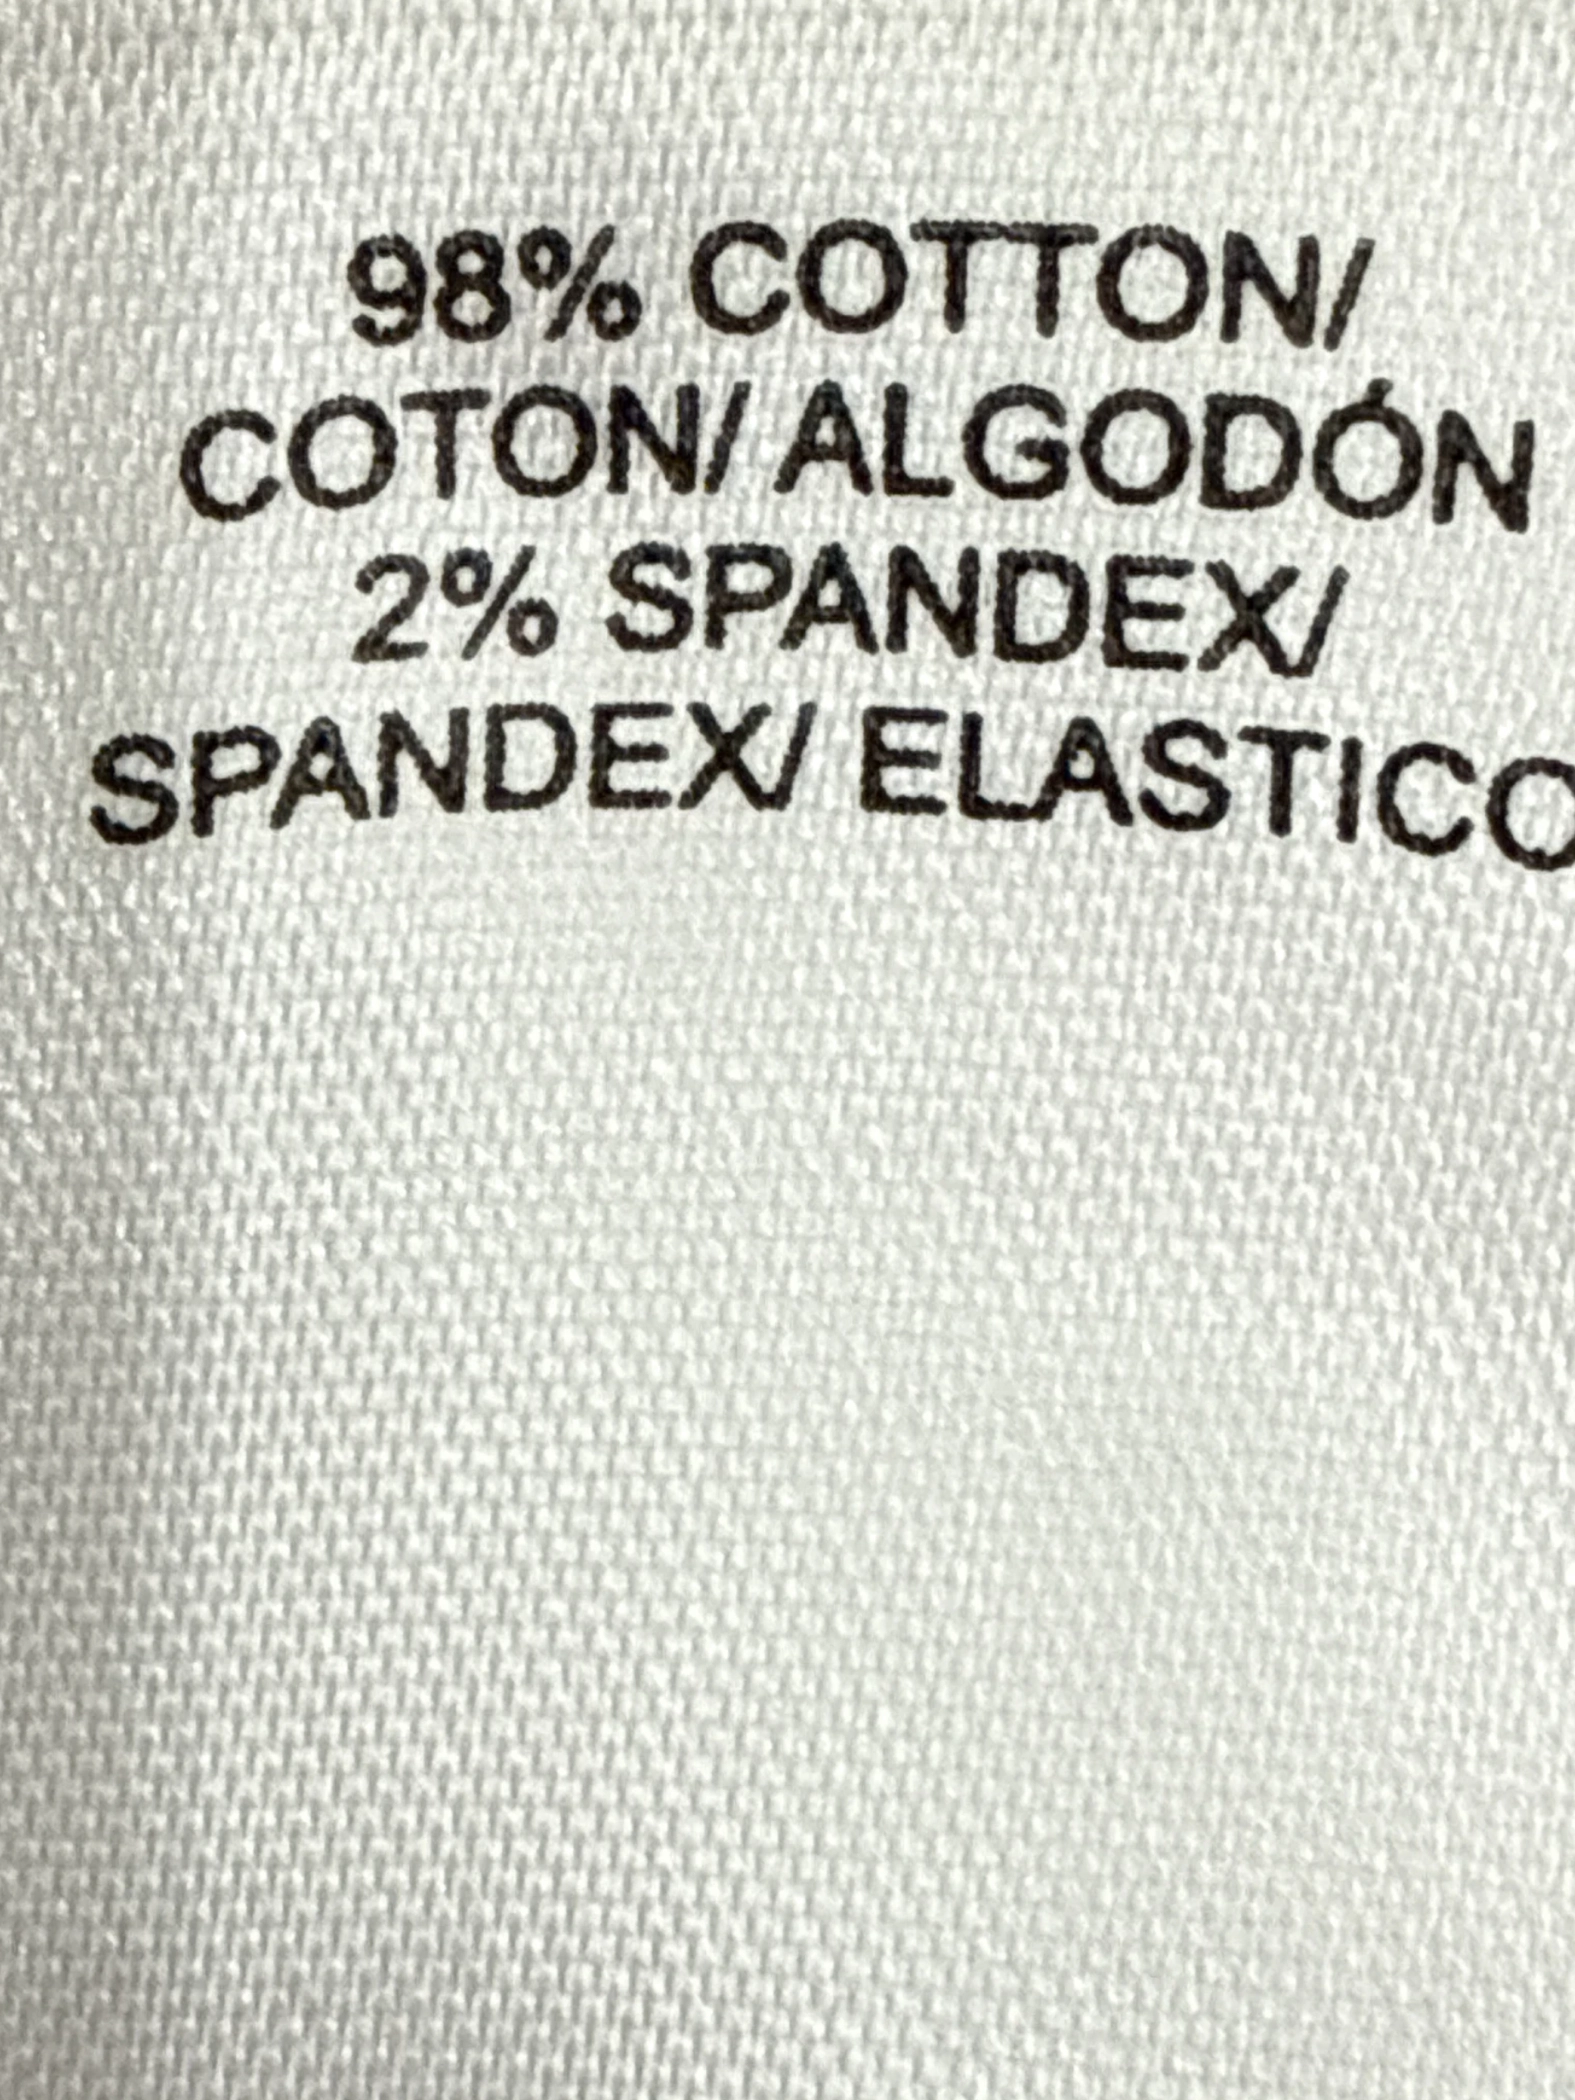 98% COTTON/
COTON/ ALGODÓN
2% SPANDEX/
SPANDEX/ ELASTICO